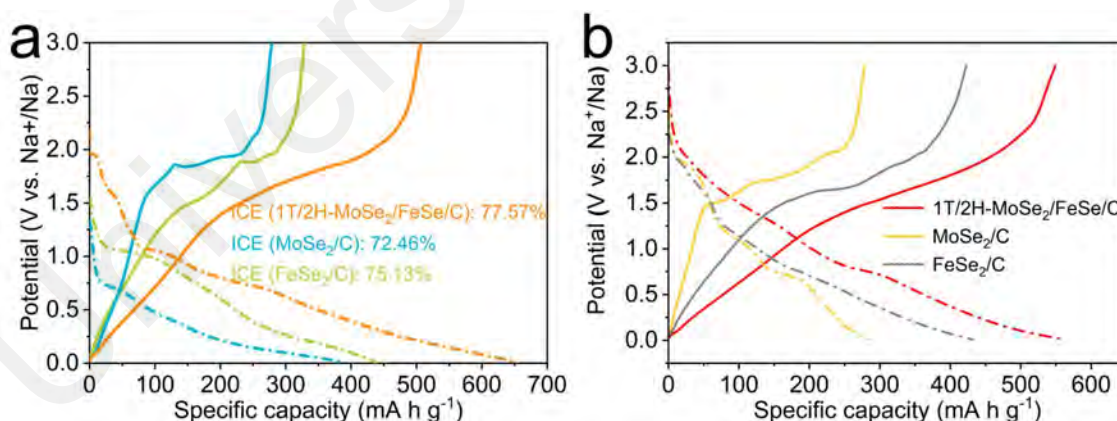 a
3.0
2.5
2.0
1.5
1.0
0.5
0.0
Potential (V vs. Na+/Na)
ICE (1T/2H-MoSe₂/FeSe/C): 77.57%
ICE (MoSe₂/C): 72.46%
ICE (FeSe₂/C): 75.13%
0 100 200 300 400 500 600 700
Specific capacity (mA h g⁻¹)
b
3.0
2.5
2.0
1.5
1.0
0.5
0.0
Potential (V vs. Na⁺/Na)
1T/2H-MoSe₂/FeSe/C
MoSe₂/C
FeSe₂/C
0 100 200 300 400 500 600
Specific capacity (mA h g⁻¹)